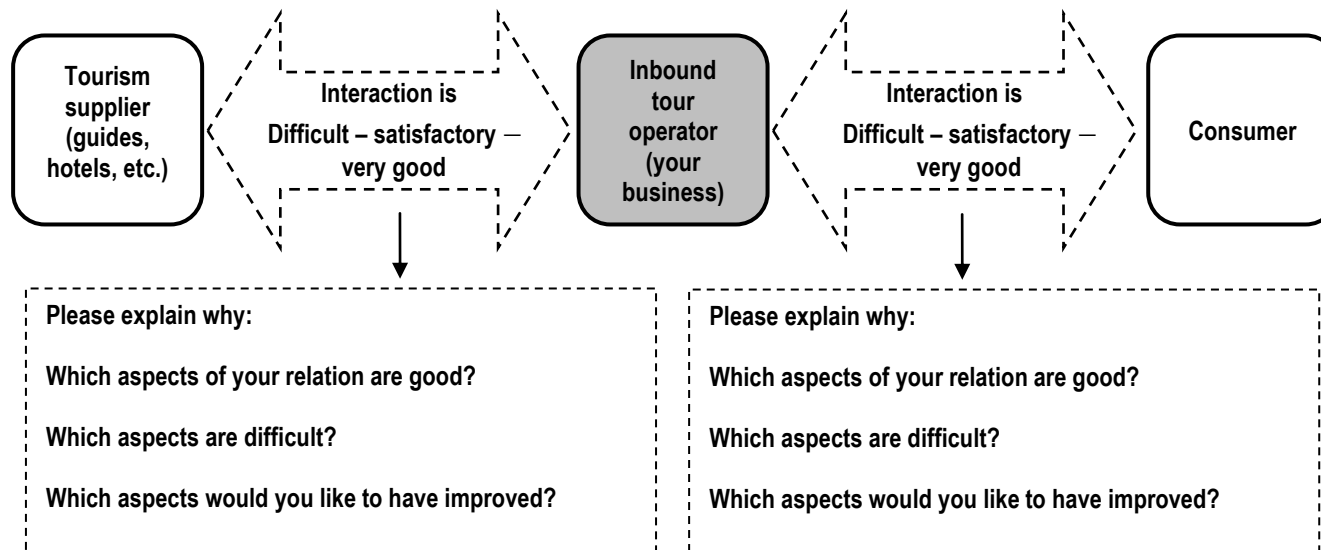 Tourism
supplier
(guides,
hotels, etc.)
Interaction is
Difficult – satisfactory –
very good
Inbound
tour
operator
(your
business)
Interaction is
Difficult – satisfactory –
very good
Consumer
Please explain why:
Which aspects of your relation are good?
Which aspects are difficult?
Which aspects would you like to have improved?
Please explain why:
Which aspects of your relation are good?
Which aspects are difficult?
Which aspects would you like to have improved?